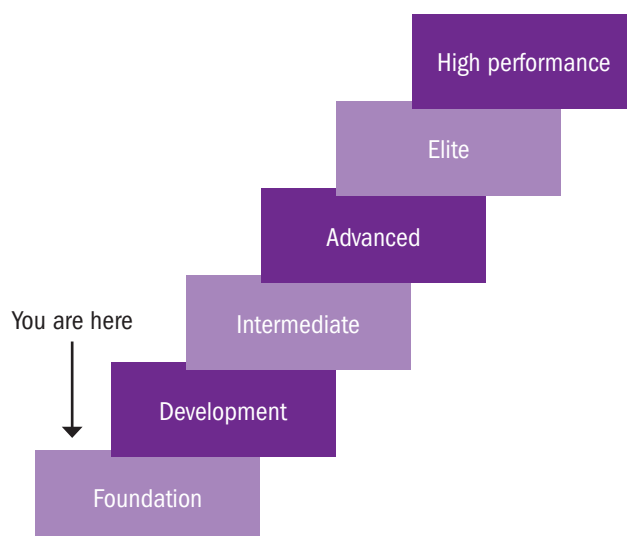 High performance
Elite
Advanced
Intermediate
You are here
Development
Foundation